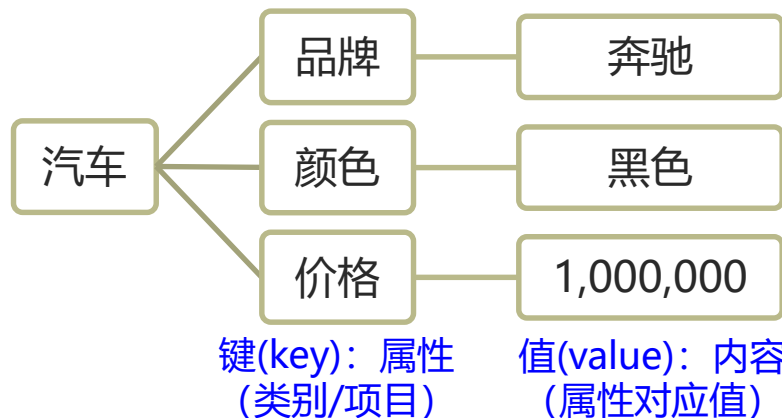 品牌
奔驰
汽车
颜色
黑色
价格
1,000,000
键(key)：属性
(类别/项目)
值(value)：内容
(属性对应值)